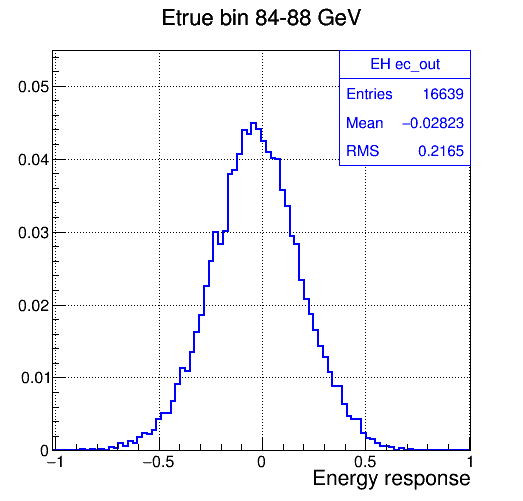 Etrue bin 84-88 GeV
EH ec_out
Entries 16639
Mean −0.02823
RMS 0.2165
0.05
0.04
0.03
0.02
0.01
0
−1 −0.5 0 0.5 1
Energy response